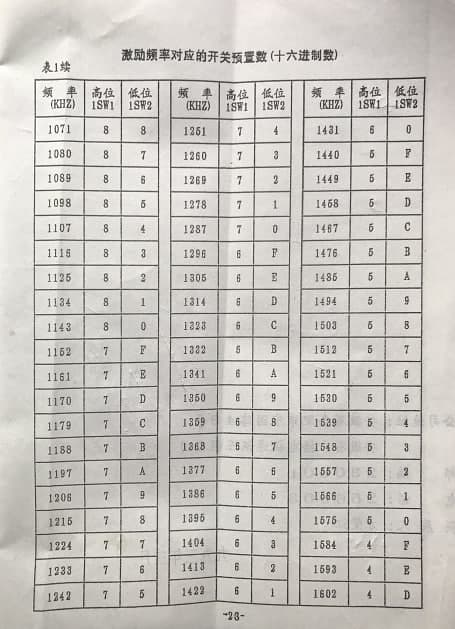 激励频率对应的开关预置数(十六进制数)
表1续
频 率 高位 低位 频 率 高位 低位 频 率 高位 低位
(KHZ) 1SW1 1SW2 (KHZ) 1SW1 1SW2 (KHZ) 1SW1 1SW2
1071 8 8 1251 7 4 1431 6 0
1080 8 7 1260 7 3 1440 5 F
1089 8 6 1269 7 2 1449 5 E
1098 8 5 1278 7 1 1458 5 D
1107 8 4 1287 7 0 1467 5 C
1116 8 3 1296 6 F 1476 5 B
1125 8 2 1305 6 E 1485 5 A
1134 8 1 1314 6 D 1494 5 9
1143 8 0 1323 6 C 1503 5 8
1152 7 F 1332 6 B 1512 5 7
1161 7 E 1341 6 A 1521 5 6
1170 7 D 1350 6 9 1530 5 5
1179 7 C 1359 6 8 1539 5 4
1188 7 B 1368 6 7 1548 5 3
1197 7 A 1377 6 6 1557 5 2
1206 7 9 1386 6 5 1566 5 1
1215 7 8 1395 6 4 1575 5 0
1224 7 7 1404 6 3 1584 4 F
1233 7 6 1413 6 2 1593 4 E
1242 7 5 1422 6 1 1602 4 D
-23-